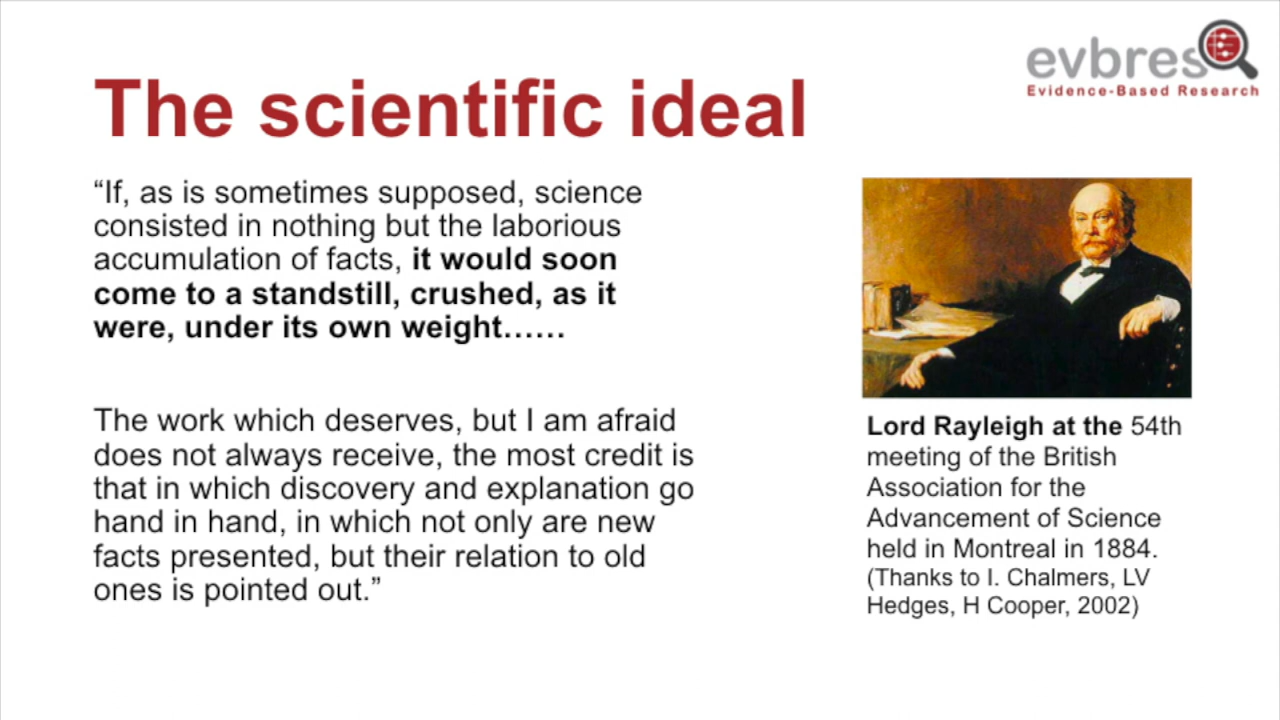 evbres
Evidence-Based Research
The scientific ideal
“If, as is sometimes supposed, science
consisted in nothing but the laborious
accumulation of facts, it would soon
come to a standstill, crushed, as it
were, under its own weight……
The work which deserves, but I am afraid
does not always receive, the most credit is
that in which discovery and explanation go
hand in hand, in which not only are new
facts presented, but their relation to old
ones is pointed out.”
Lord Rayleigh at the 54th
meeting of the British
Association for the
Advancement of Science
held in Montreal in 1884.
(Thanks to I. Chalmers, LV
Hedges, H Cooper, 2002)